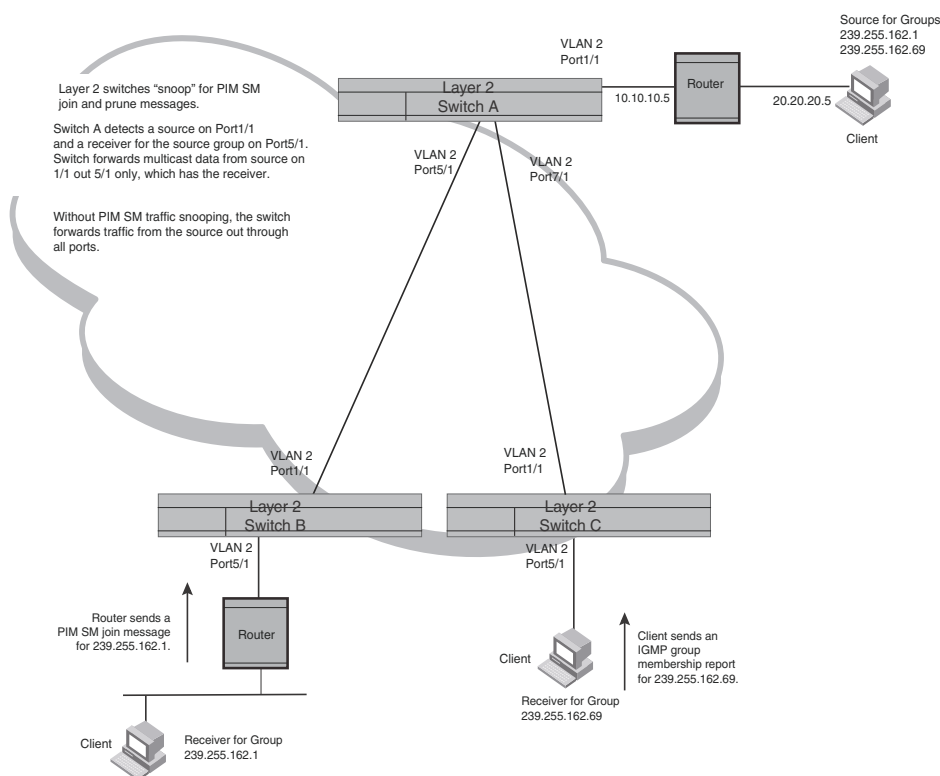 Source for Groups
239.255.162.1
239.255.162.69
VLAN 2
Port1/1
Layer 2 switches “snoop” for PIM SM
join and prune messages.
Layer 2
Switch A
10.10.10.5
Router
20.20.20.5
Client
Switch A detects a source on Port1/1
and a receiver for the source group on Port5/1.
Switch forwards multicast data from source on
1/1 out 5/1 only, which has the receiver.
VLAN 2
Port5/1
VLAN 2
Port7/1
Without PIM SM traffic snooping, the switch
forwards traffic from the source out through
all ports.
VLAN 2
Port1/1
VLAN 2
Port1/1
Layer 2
Switch B
Layer 2
Switch C
VLAN 2
Port5/1
VLAN 2
Port5/1
Router sends a
PIM SM join message
for 239.255.162.1.
Router
Client
Client sends an
IGMP group
membership report
for 239.255.162.69.
Receiver for Group
239.255.162.69
Client
Receiver for Group
239.255.162.1